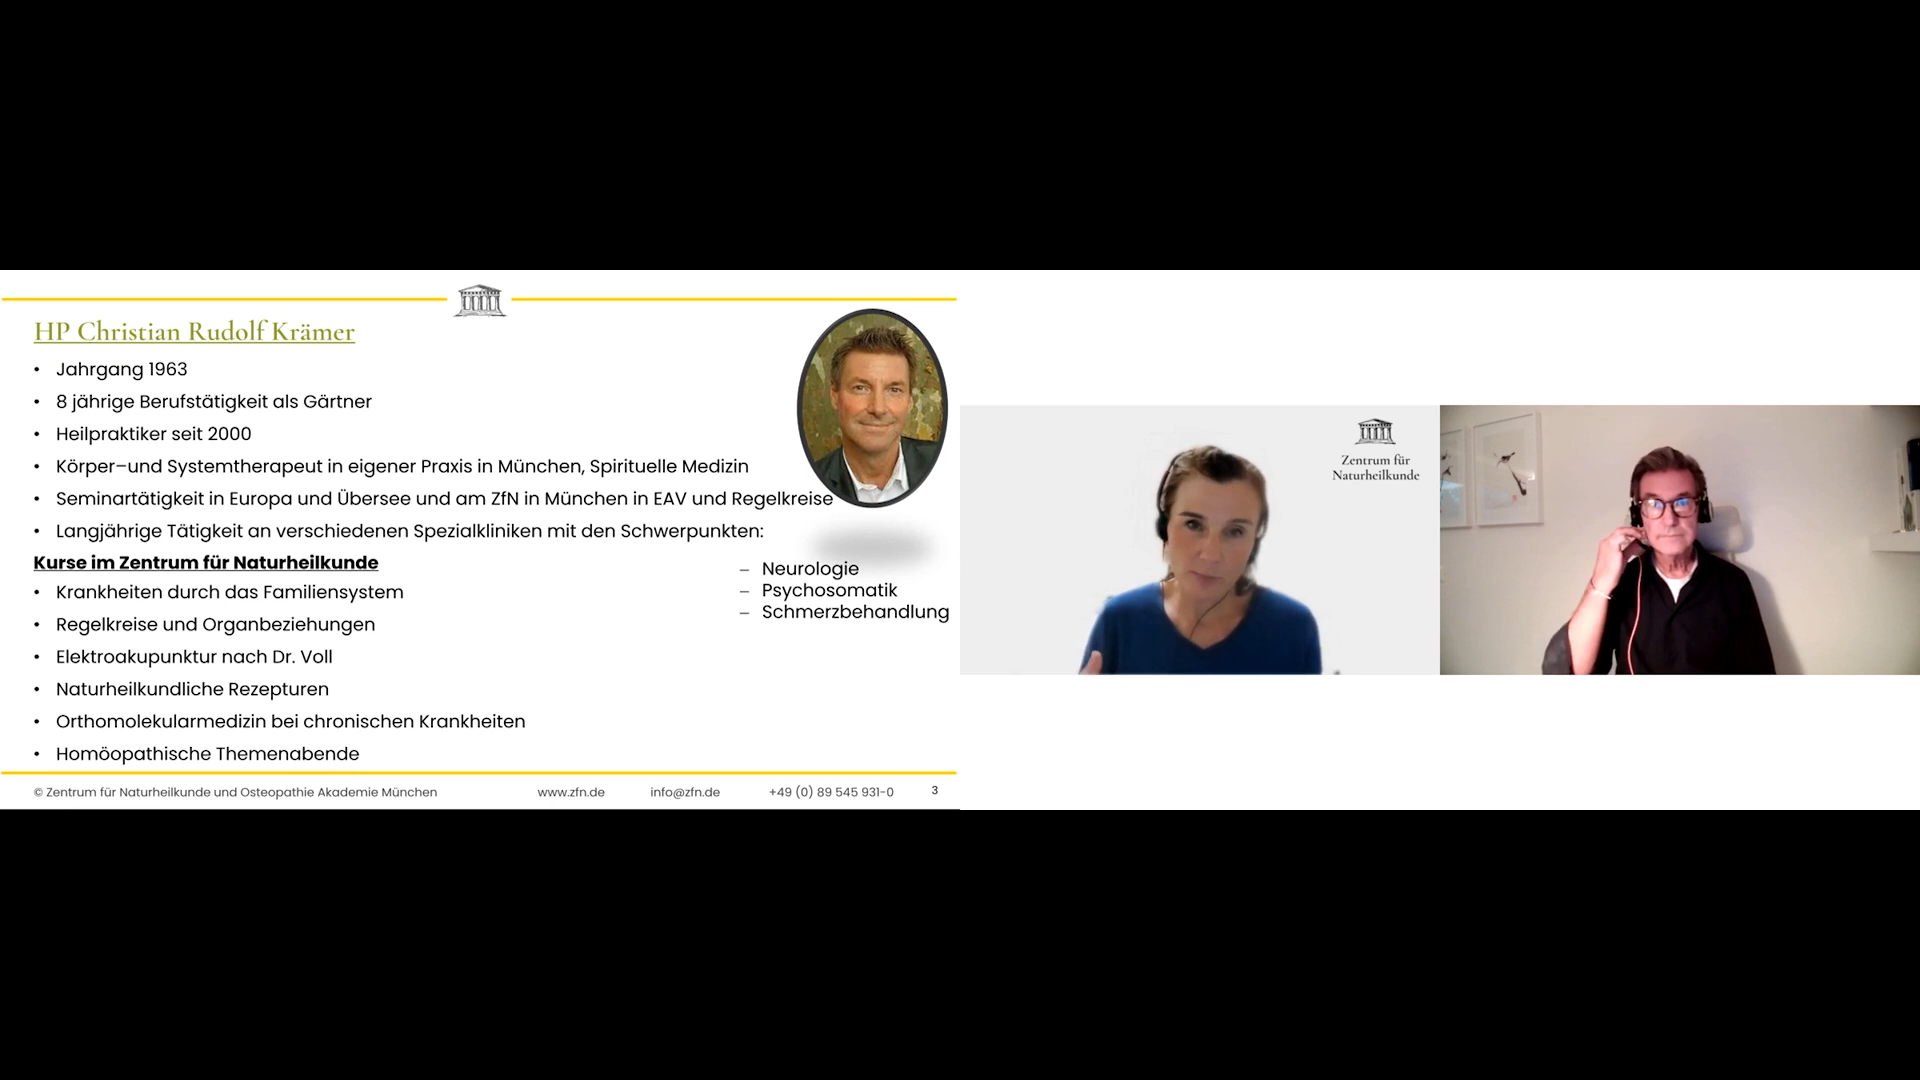 HP Christian Rudolf Krämer
• Jahrgang 1963
• 8 jährige Berufstätigkeit als Gärtner
• Heilpraktiker seit 2000
• Körper–und Systemtherapeut in eigener Praxis in München, Spirituelle Medizin
• Seminartätigkeit in Europa und Übersee und am ZfN in München in EAV und Regelkreise
• Langjährige Tätigkeit an verschiedenen Spezialkliniken mit den Schwerpunkten:
– Neurologie
– Psychosomatik
– Schmerzbehandlung
Kurse im Zentrum für Naturheilkunde
• Krankheiten durch das Familiensystem
• Regelkreise und Organbeziehungen
• Elektroakupunktur nach Dr. Voll
• Naturheilkundliche Rezepturen
• Orthomolekularmedizin bei chronischen Krankheiten
• Homöopathische Themenabende
© Zentrum für Naturheilkunde und Osteopathie Akademie München www.zfn.de info@zfn.de +49 (0) 89 545 931-0 3
Zentrum für
Naturheilkunde